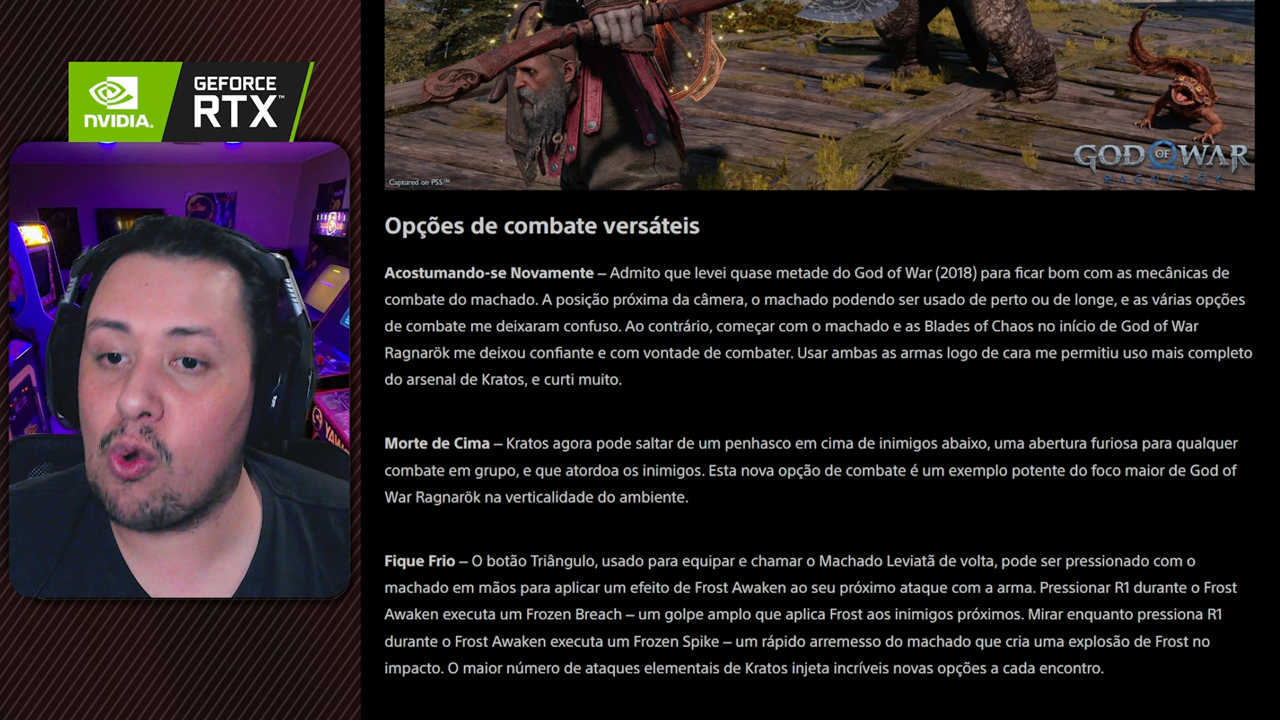 NVIDIA.
GEFORCE
RTX™
Captured on PS5™
GOD OF WAR
RAGNARÖK
Opções de combate versáteis
Acostumando-se Novamente – Admito que levei quase metade do God of War (2018) para ficar bom com as mecânicas de
combate do machado. A posição próxima da câmera, o machado podendo ser usado de perto ou de longe, e as várias opções
de combate me deixaram confuso. Ao contrário, começar com o machado e as Blades of Chaos no início de God of War
Ragnarök me deixou confiante e com vontade de combater. Usar ambas as armas logo de cara me permitiu uso mais completo
do arsenal de Kratos, e curti muito.
Morte de Cima – Kratos agora pode saltar de um penhasco em cima de inimigos abaixo, uma abertura furiosa para qualquer
combate em grupo, e que atordoa os inimigos. Esta nova opção de combate é um exemplo potente do foco maior de God of
War Ragnarök na verticalidade do ambiente.
Fique Frio – O botão Triângulo, usado para equipar e chamar o Machado Leviatã de volta, pode ser pressionado com o
machado em mãos para aplicar um efeito de Frost Awaken ao seu próximo ataque com a arma. Pressionar R1 durante o Frost
Awaken executa um Frozen Breach – um golpe amplo que aplica Frost aos inimigos próximos. Mirar enquanto pressiona R1
durante o Frost Awaken executa um Frozen Spike – um rápido arremesso do machado que cria uma explosão de Frost no
impacto. O maior número de ataques elementais de Kratos injeta incríveis novas opções a cada encontro.